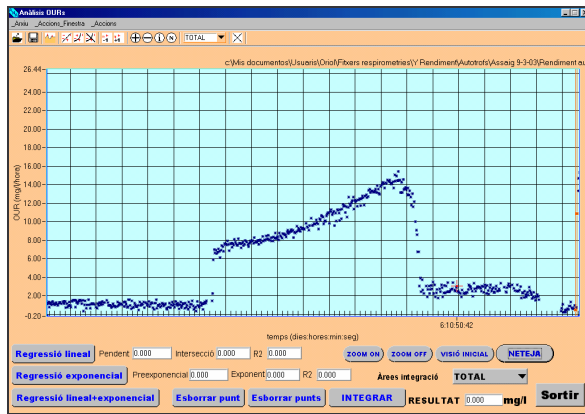 Anàlisis OURs
_Arxiu _Accions_Finestra _Accions
TOTAL
c:\Mis documentos\Usuaris\Oriol\Fitxers respirometries\Y Rendiment\Autotrofs\Assaig 9-3-03\Rendiment au
26.44
24.00
22.00
20.00
18.00
16.00
14.00
12.00
10.00
8.00
6.00
4.00
2.00
-0.20
OUR (mg/l/hora)
6:10:50:42
temps (dies:hores:min:seg)
Regressió lineal Pendent 0.000 Intersecció 0.000 R2 0.000 ZOOM ON ZOOM OFF VISIÓ INICIAL NETEJA
Regressió exponencial Preexponencial 0.000 Exponent 0.000 R2 0.000 Àrees integració TOTAL
Regressió lineal+exponencial Esborrar punt Esborrar punts INTEGRAR RESULTAT 0.000 mg/l Sortir